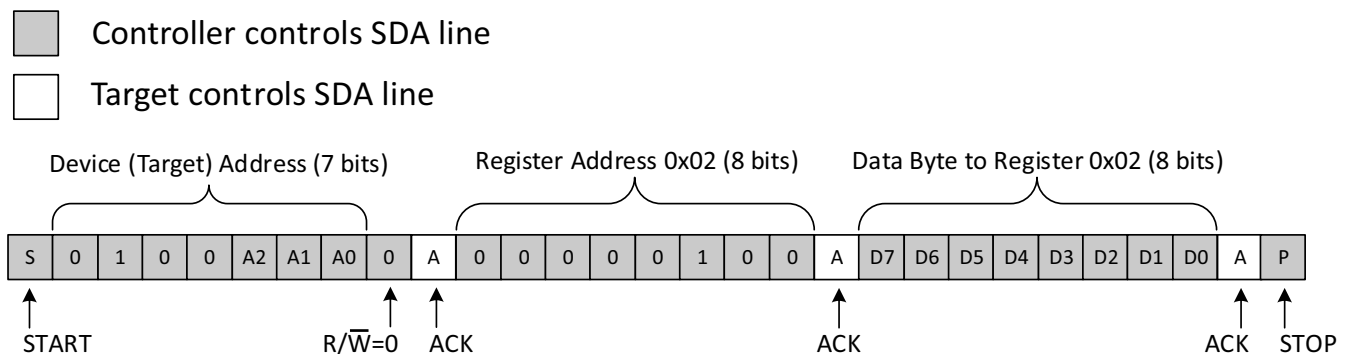 Controller controls SDA line
Target controls SDA line
Device (Target) Address (7 bits) Register Address 0x02 (8 bits) Data Byte to Register 0x02 (8 bits)
S 0 1 0 0 A2 A1 A0 0 A 0 0 0 0 0 1 0 0 A D7 D6 D5 D4 D3 D2 D1 D0 A P
START R/W̅=0 ACK ACK ACK STOP